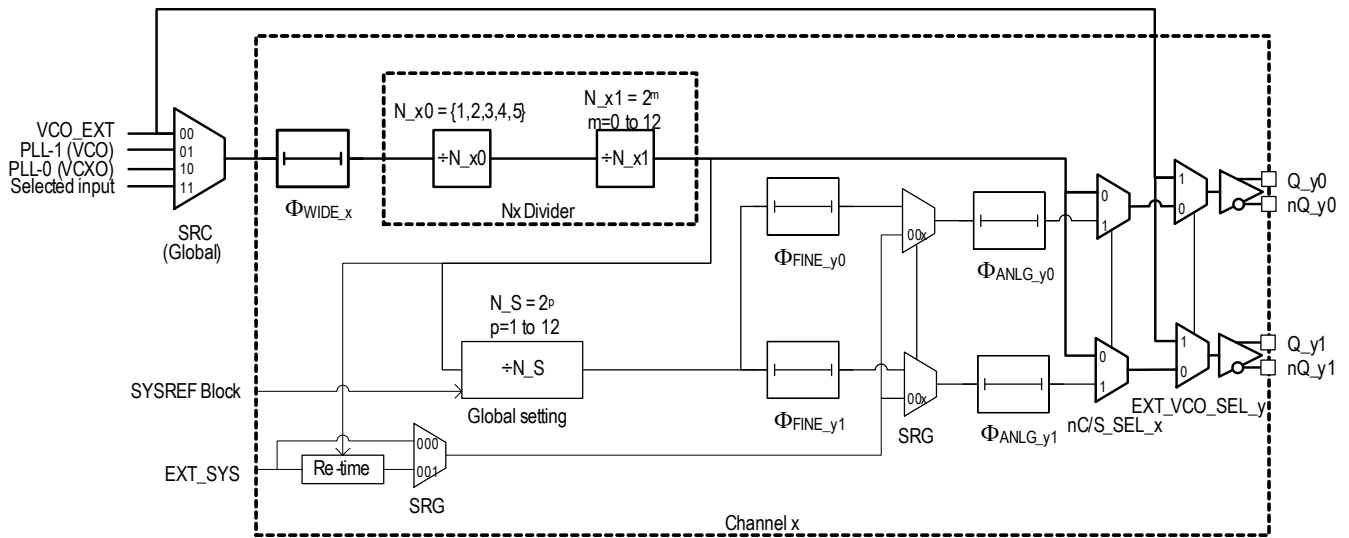 N_x0 = {1,2,3,4,5}
N_x1 = 2^m
m=0 to 12
VCO_EXT
PLL-1 (VCO)
PLL-0 (VCXO)
Selected input
00
01
10
11
SRC
(Global)
ΦWIDE_x
÷N_x0
÷N_x1
Nx Divider
ΦFINE_y0
00x
ΦANLG_y0
0
1
1
0
Q_y0
nQ_y0
N_S = 2^p
p=1 to 12
÷N_S
Global setting
SYSREF Block
ΦFINE_y1
00x
SRG
ΦANLG_y1
0
1
nC/S_SEL_x
1
0
EXT_VCO_SEL_y
Q_y1
nQ_y1
EXT_SYS
Re-time
000
001
SRG
Channel x